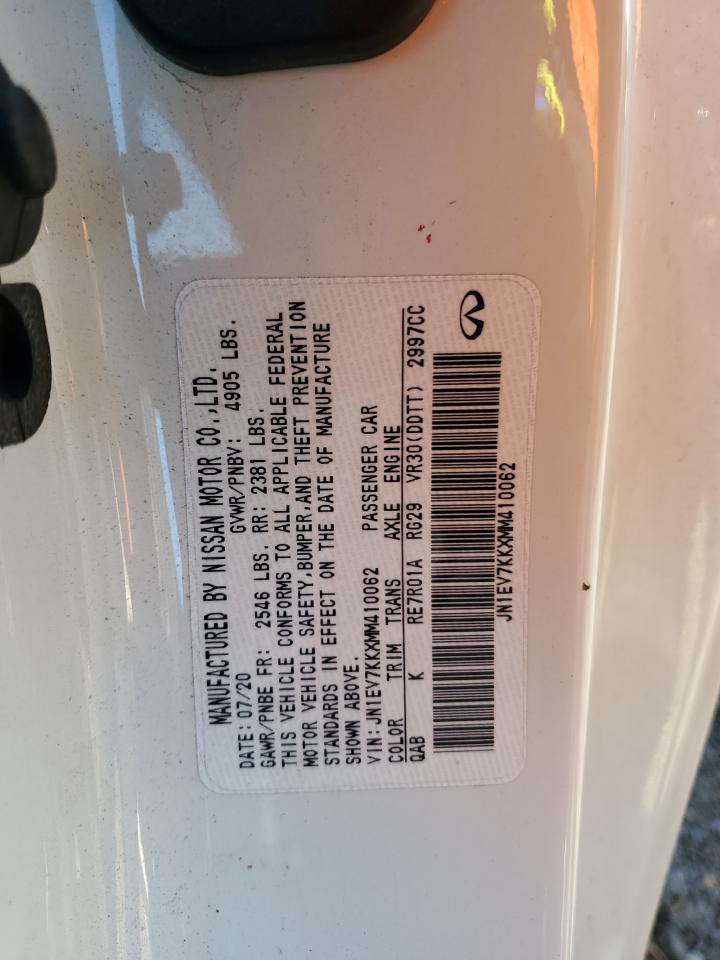 MANUFACTURED BY NISSAN MOTOR CO.,LTD.
DATE: 07/20 GVWR/PNBV: 4905 LBS.
GAWR/PNBE FR: 2546 LBS. RR: 2381 LBS.
THIS VEHICLE CONFORMS TO ALL APPLICABLE FEDERAL
MOTOR VEHICLE SAFETY,BUMPER,AND THEFT PREVENTION
STANDARDS IN EFFECT ON THE DATE OF MANUFACTURE
SHOWN ABOVE.
VIN:JN1EV7KKXMM410062 PASSENGER CAR
COLOR TRIM TRANS AXLE ENGINE
QAB K RE7R01A RG29 VR30(DDTT) 2997CC
JN1EV7KKXMM410062